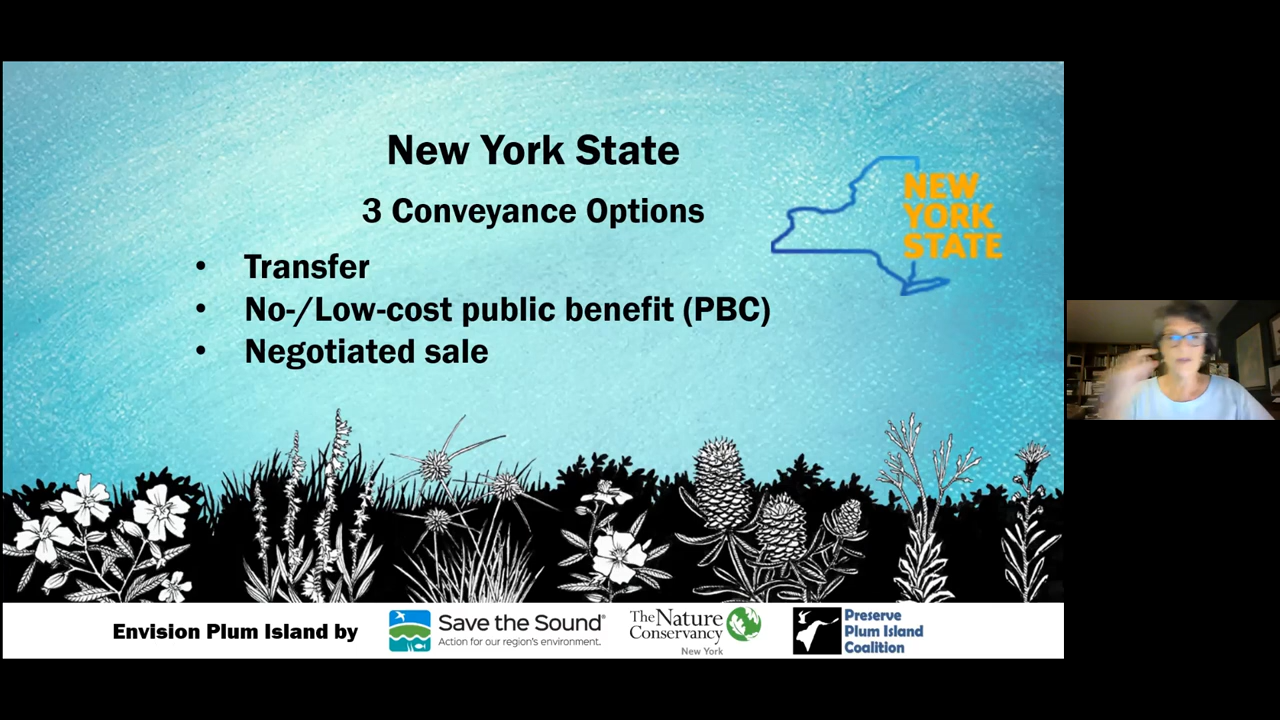 New York State
3 Conveyance Options
NEW
YORK
STATE
• Transfer
• No-/Low-cost public benefit (PBC)
• Negotiated sale
Envision Plum Island by
Save the Sound®
Action for our region's environment.
The Nature
Conservancy
New York
Preserve
Plum Island
Coalition